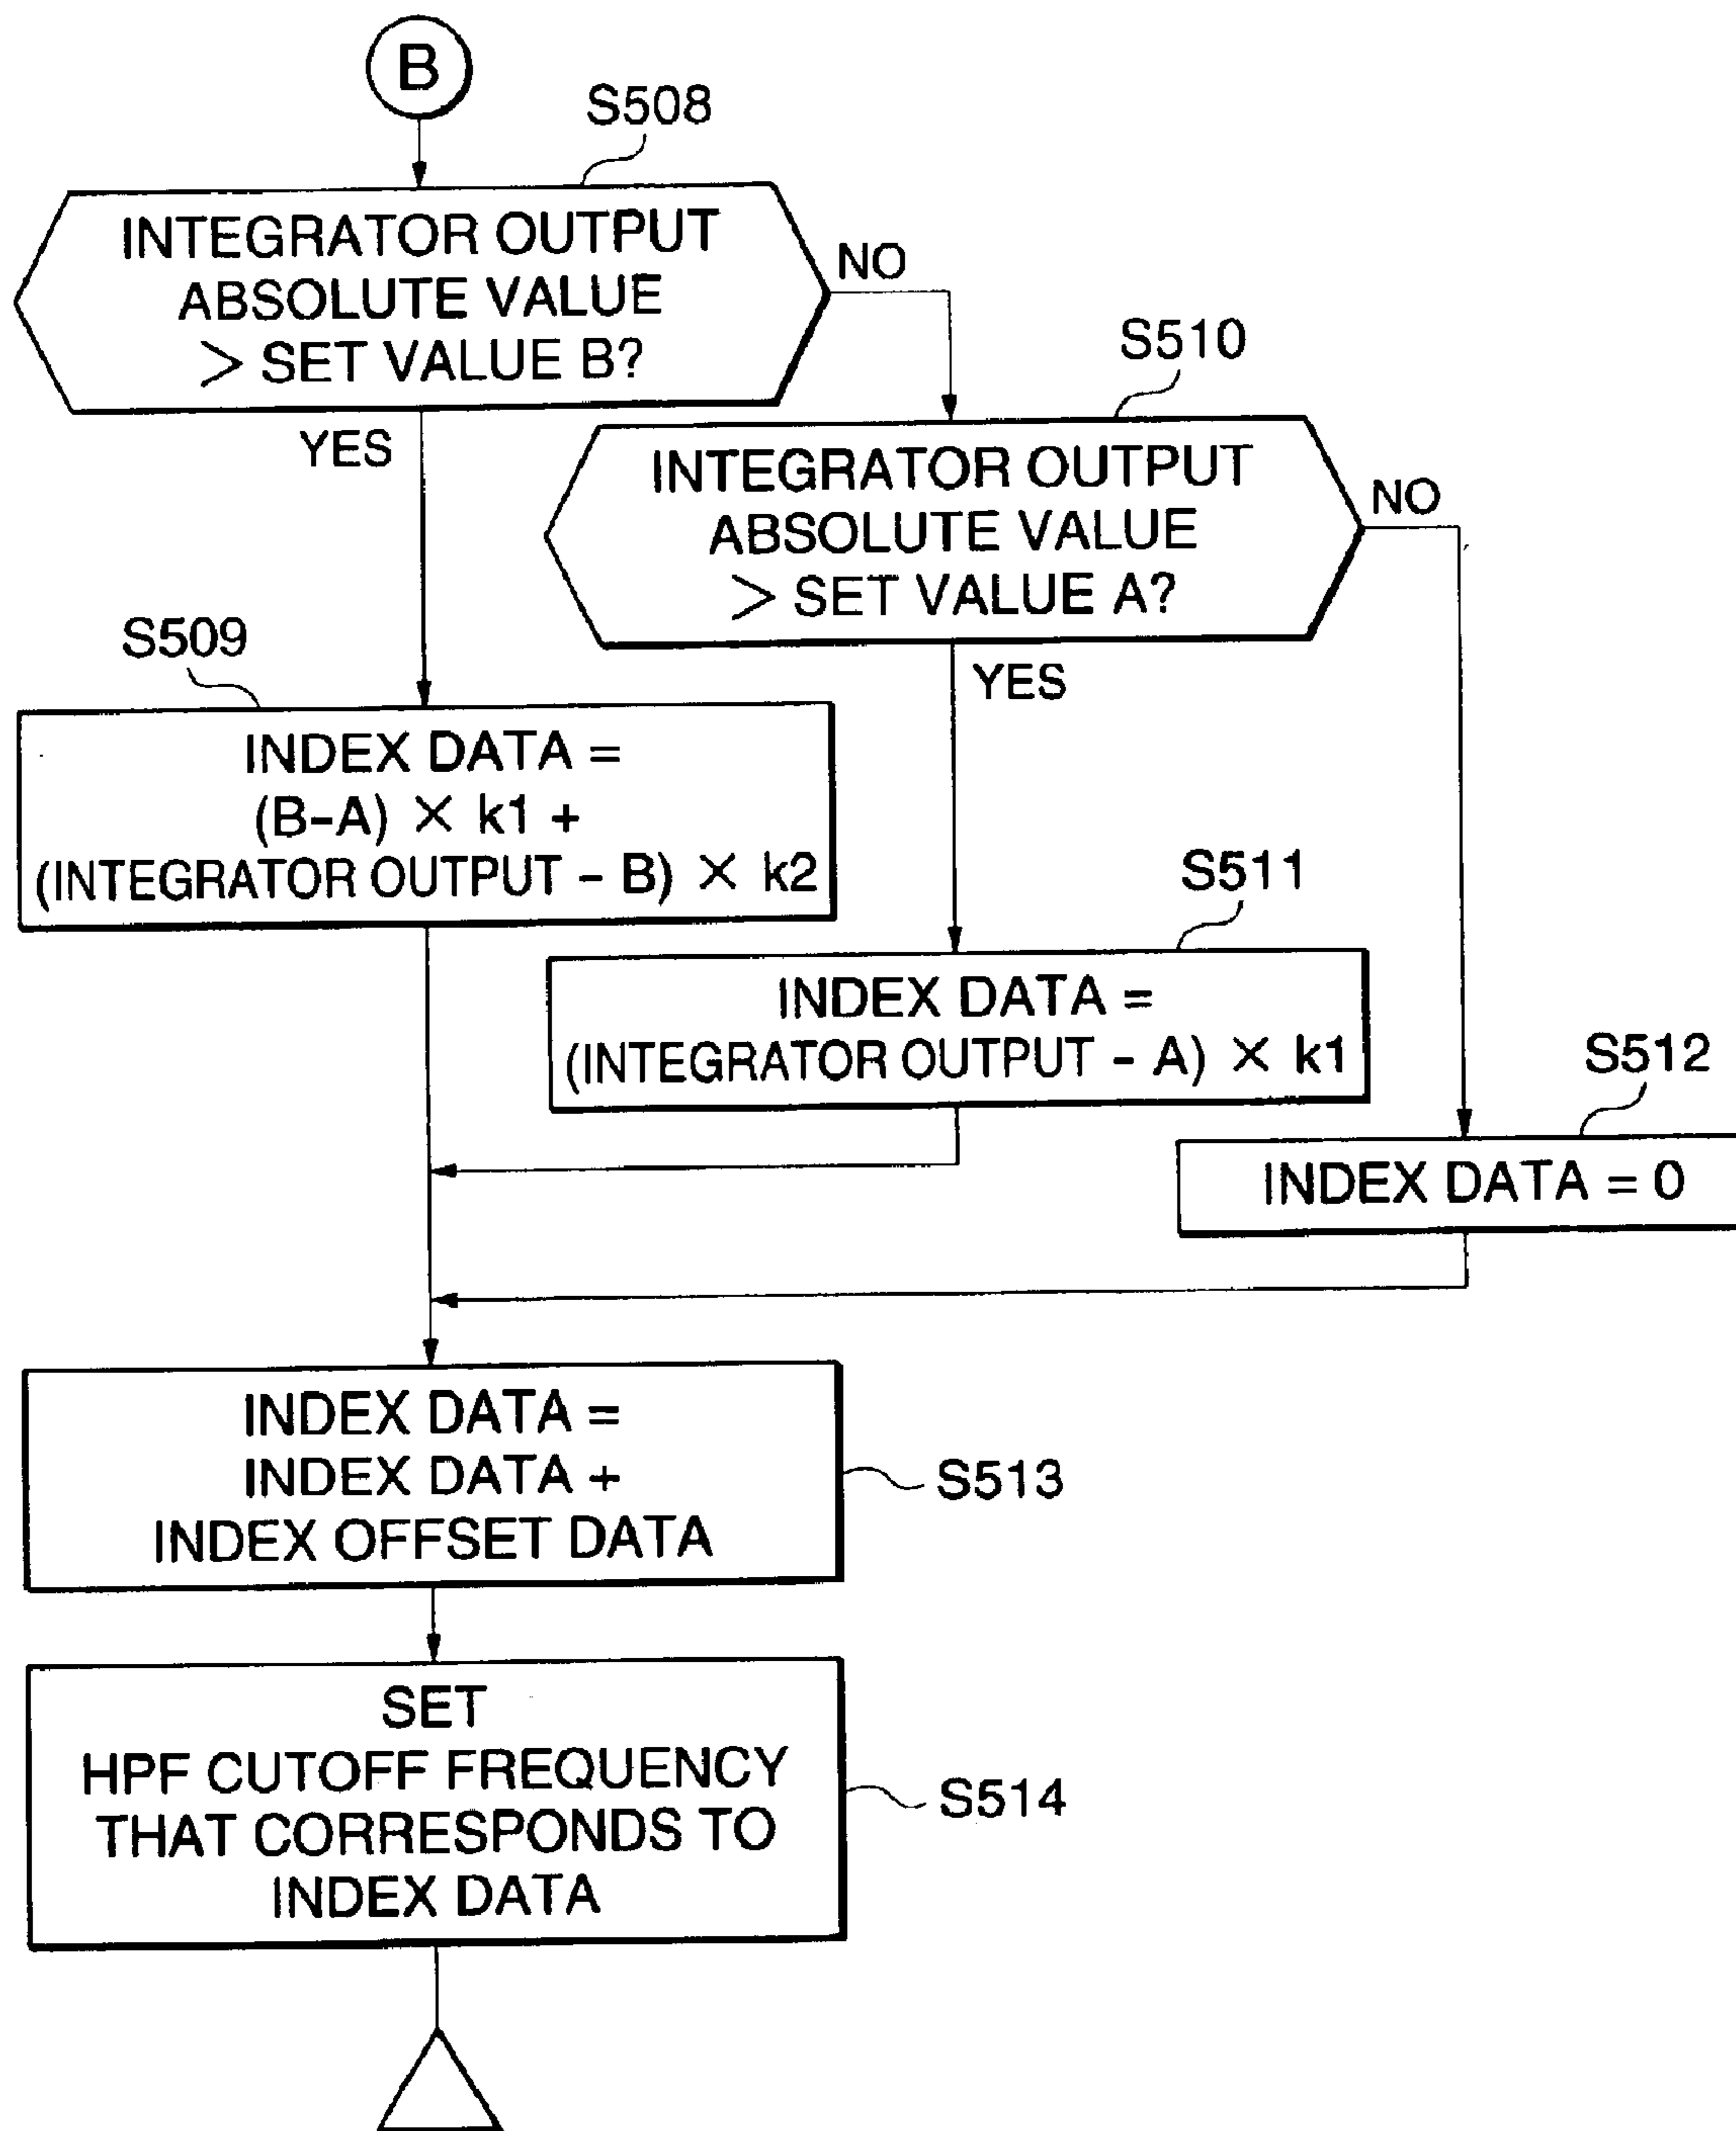 B
S508
INTEGRATOR OUTPUT
ABSOLUTE VALUE
> SET VALUE B?
NO
YES
S510
INTEGRATOR OUTPUT
ABSOLUTE VALUE
> SET VALUE A?
NO
YES
S509
INDEX DATA =
(B-A) × k1 +
(INTEGRATOR OUTPUT - B) × k2
S511
INDEX DATA =
(INTEGRATOR OUTPUT - A) × k1
S512
INDEX DATA = 0
INDEX DATA =
INDEX DATA +
INDEX OFFSET DATA
S513
SET
HPF CUTOFF FREQUENCY
THAT CORRESPONDS TO
INDEX DATA
S514